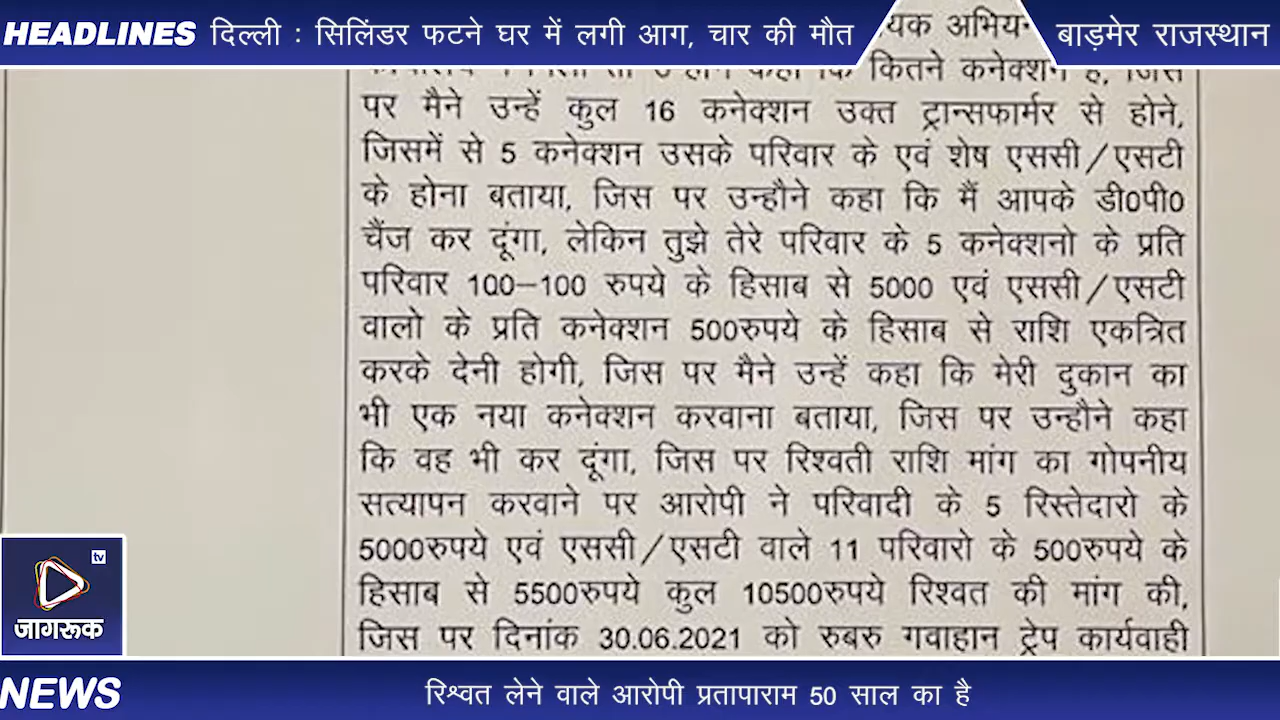 HEADLINES दिल्ली : सिलिंडर फटने घर में लगी आग, चार की मौत
बाड़मेर राजस्थान
यक अभिय
कितने कनेक्शन है, जिस
पर मैने उन्हें कुल 16 कनेक्शन उक्त ट्रान्सफार्मर से होने,
जिसमें से 5 कनेक्शन उसके परिवार के एवं शेष एससी/एसटी
के होना बताया, जिस पर उन्हौने कहा कि मैं आपके डी0पी0
चैंज कर दूंगा, लेकिन तुझे तेरे परिवार के 5 कनेक्शनो के प्रति
परिवार 100-100 रुपये के हिसाब से 5000 एवं एससी/एसटी
वालो के प्रति कनेक्शन 500रुपये के हिसाब से राशि एकत्रित
करके देनी होगी, जिस पर मैने उन्हें कहा कि मेरी दुकान का
भी एक नया कनेक्शन करवाना बताया, जिस पर उन्हौने कहा
कि वह भी कर दूंगा, जिस पर रिश्वती राशि मांग का गोपनीय
सत्यापन करवाने पर आरोपी ने परिवादी के 5 रिस्तेदारो के
5000रुपये एवं एससी/एसटी वाले 11 परिवारो के 500रुपये के
हिसाब से 5500रुपये कुल 10500रुपये रिश्वत की मांग की,
जिस पर दिनांक 30.06.2021 को रुबरु गवाहान ट्रेप कार्यवाही
tv
जागरूक
NEWS रिश्वत लेने वाले आरोपी प्रतापाराम 50 साल का है